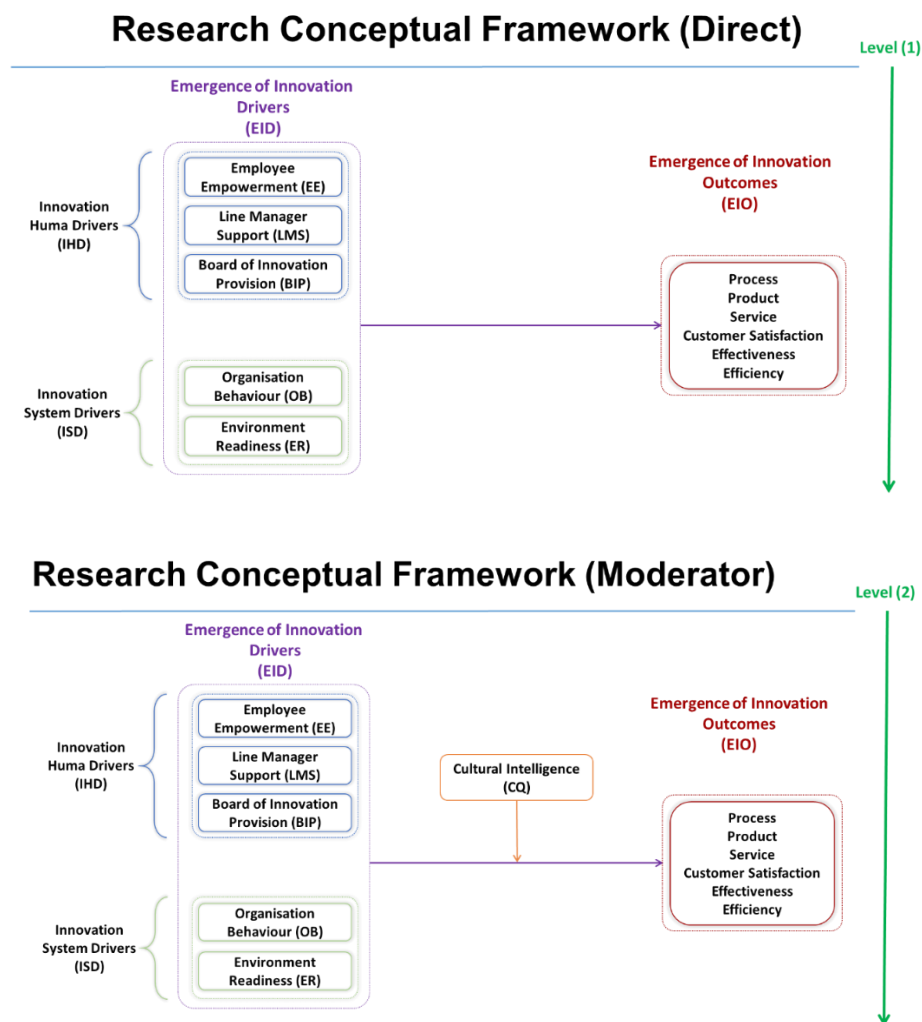 Research Conceptual Framework (Direct)
Level (1)
Emergence of Innovation
Drivers
(EID)
Employee
Empowerment (EE)
Line Manager
Support (LMS)
Board of Innovation
Provision (BIP)
Innovation
Huma Drivers
(IHD)
Organisation
Behaviour (OB)
Environment
Readiness (ER)
Innovation
System Drivers
(ISD)
Emergence of Innovation
Outcomes
(EIO)
Process
Product
Service
Customer Satisfaction
Effectiveness
Efficiency
Research Conceptual Framework (Moderator)
Level (2)
Emergence of Innovation
Drivers
(EID)
Employee
Empowerment (EE)
Line Manager
Support (LMS)
Board of Innovation
Provision (BIP)
Innovation
Huma Drivers
(IHD)
Organisation
Behaviour (OB)
Environment
Readiness (ER)
Innovation
System Drivers
(ISD)
Cultural Intelligence
(CQ)
Emergence of Innovation
Outcomes
(EIO)
Process
Product
Service
Customer Satisfaction
Effectiveness
Efficiency